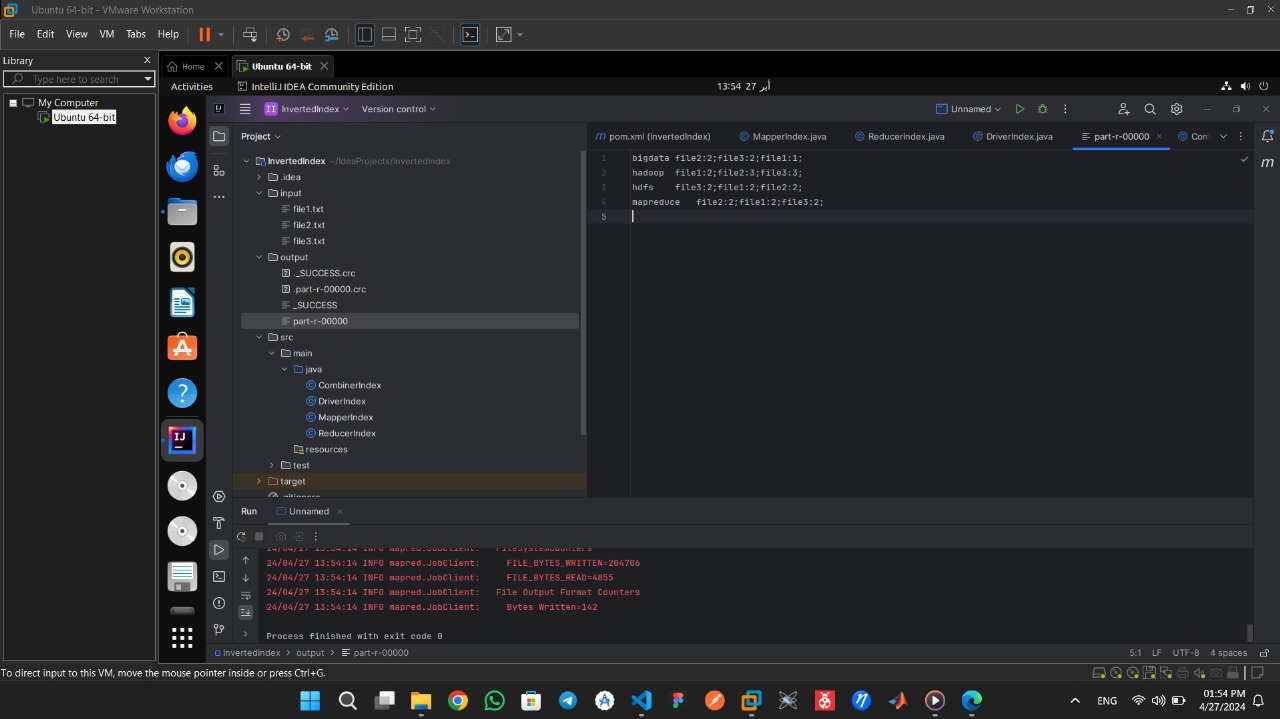 Ubuntu 64-bit - VMware Workstation
File Edit View VM Tabs Help
Library
Type here to search
My Computer
Ubuntu 64-bit
Home
Ubuntu 64-bit
Activities IntelliJ IDEA Community Edition
13:54 27 أبر
II InvertedIndex Version control
Unnamed
Project
InvertedIndex ~/IdeaProjects/InvertedIndex
.idea
input
file1.txt
file2.txt
file3.txt
output
._SUCCESS.crc
.part-r-00000.crc
_SUCCESS
part-r-00000
src
main
java
CombinerIndex
DriverIndex
MapperIndex
ReducerIndex
resources
test
target
.gitignore
pom.xml (InvertedIndex) MapperIndex.java ReducerIndex.java DriverIndex.java part-r-00000 Com
1 bigdata file2:2;file3:2;file1:1;
2 hadoop file1:2;file2:3;file3:3;
3 hdfs file3:2;file1:2;file2:2;
4 mapreduce file2:2;file1:2;file3:2;
5
Run Unnamed
24/04/27 13:54:14 INFO mapred.JobClient: FileSystemCounters
24/04/27 13:54:14 INFO mapred.JobClient: FILE_BYTES_WRITTEN=204706
24/04/27 13:54:14 INFO mapred.JobClient: FILE_BYTES_READ=4855
24/04/27 13:54:14 INFO mapred.JobClient: File Output Format Counters
24/04/27 13:54:14 INFO mapred.JobClient: Bytes Written=142
Process finished with exit code 0
InvertedIndex > output > part-r-00000
5:1 LF UTF-8 4 spaces
To direct input to this VM, move the mouse pointer inside or press Ctrl+G.
ENG
01:54 PM
4/27/2024